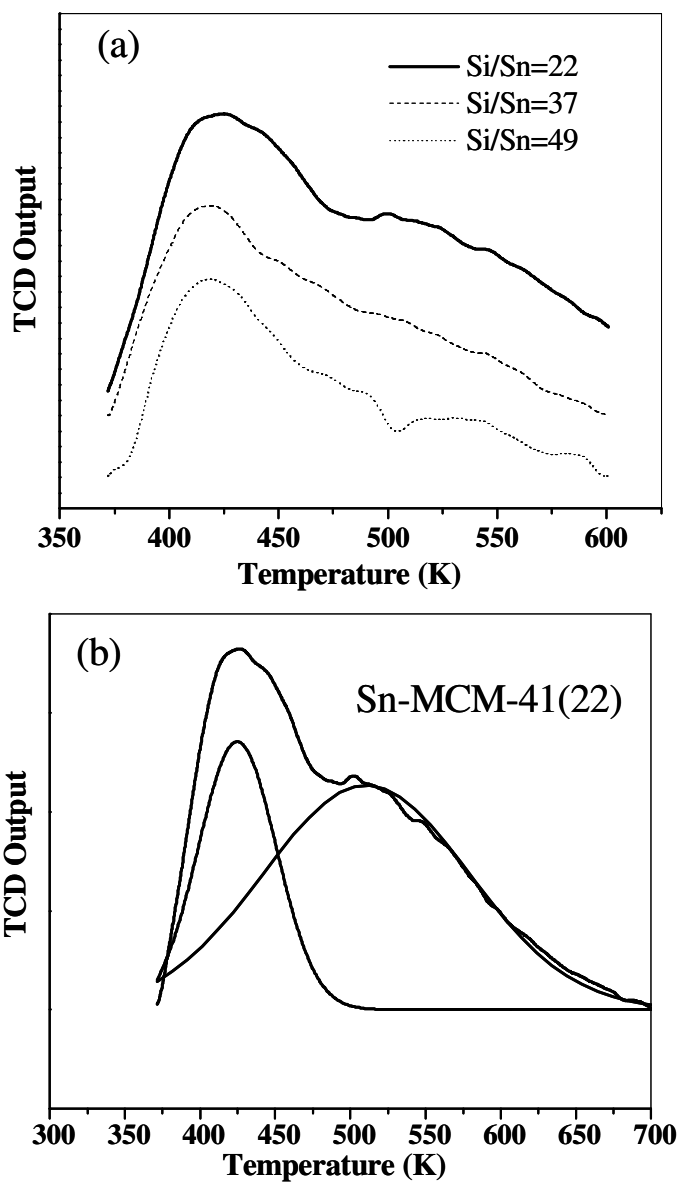 (a)
Si/Sn=22
Si/Sn=37
Si/Sn=49
TCD Output
350 400 450 500 550 600
Temperature (K)
(b)
Sn-MCM-41(22)
TCD Output
300 350 400 450 500 550 600 650 700
Temperature (K)